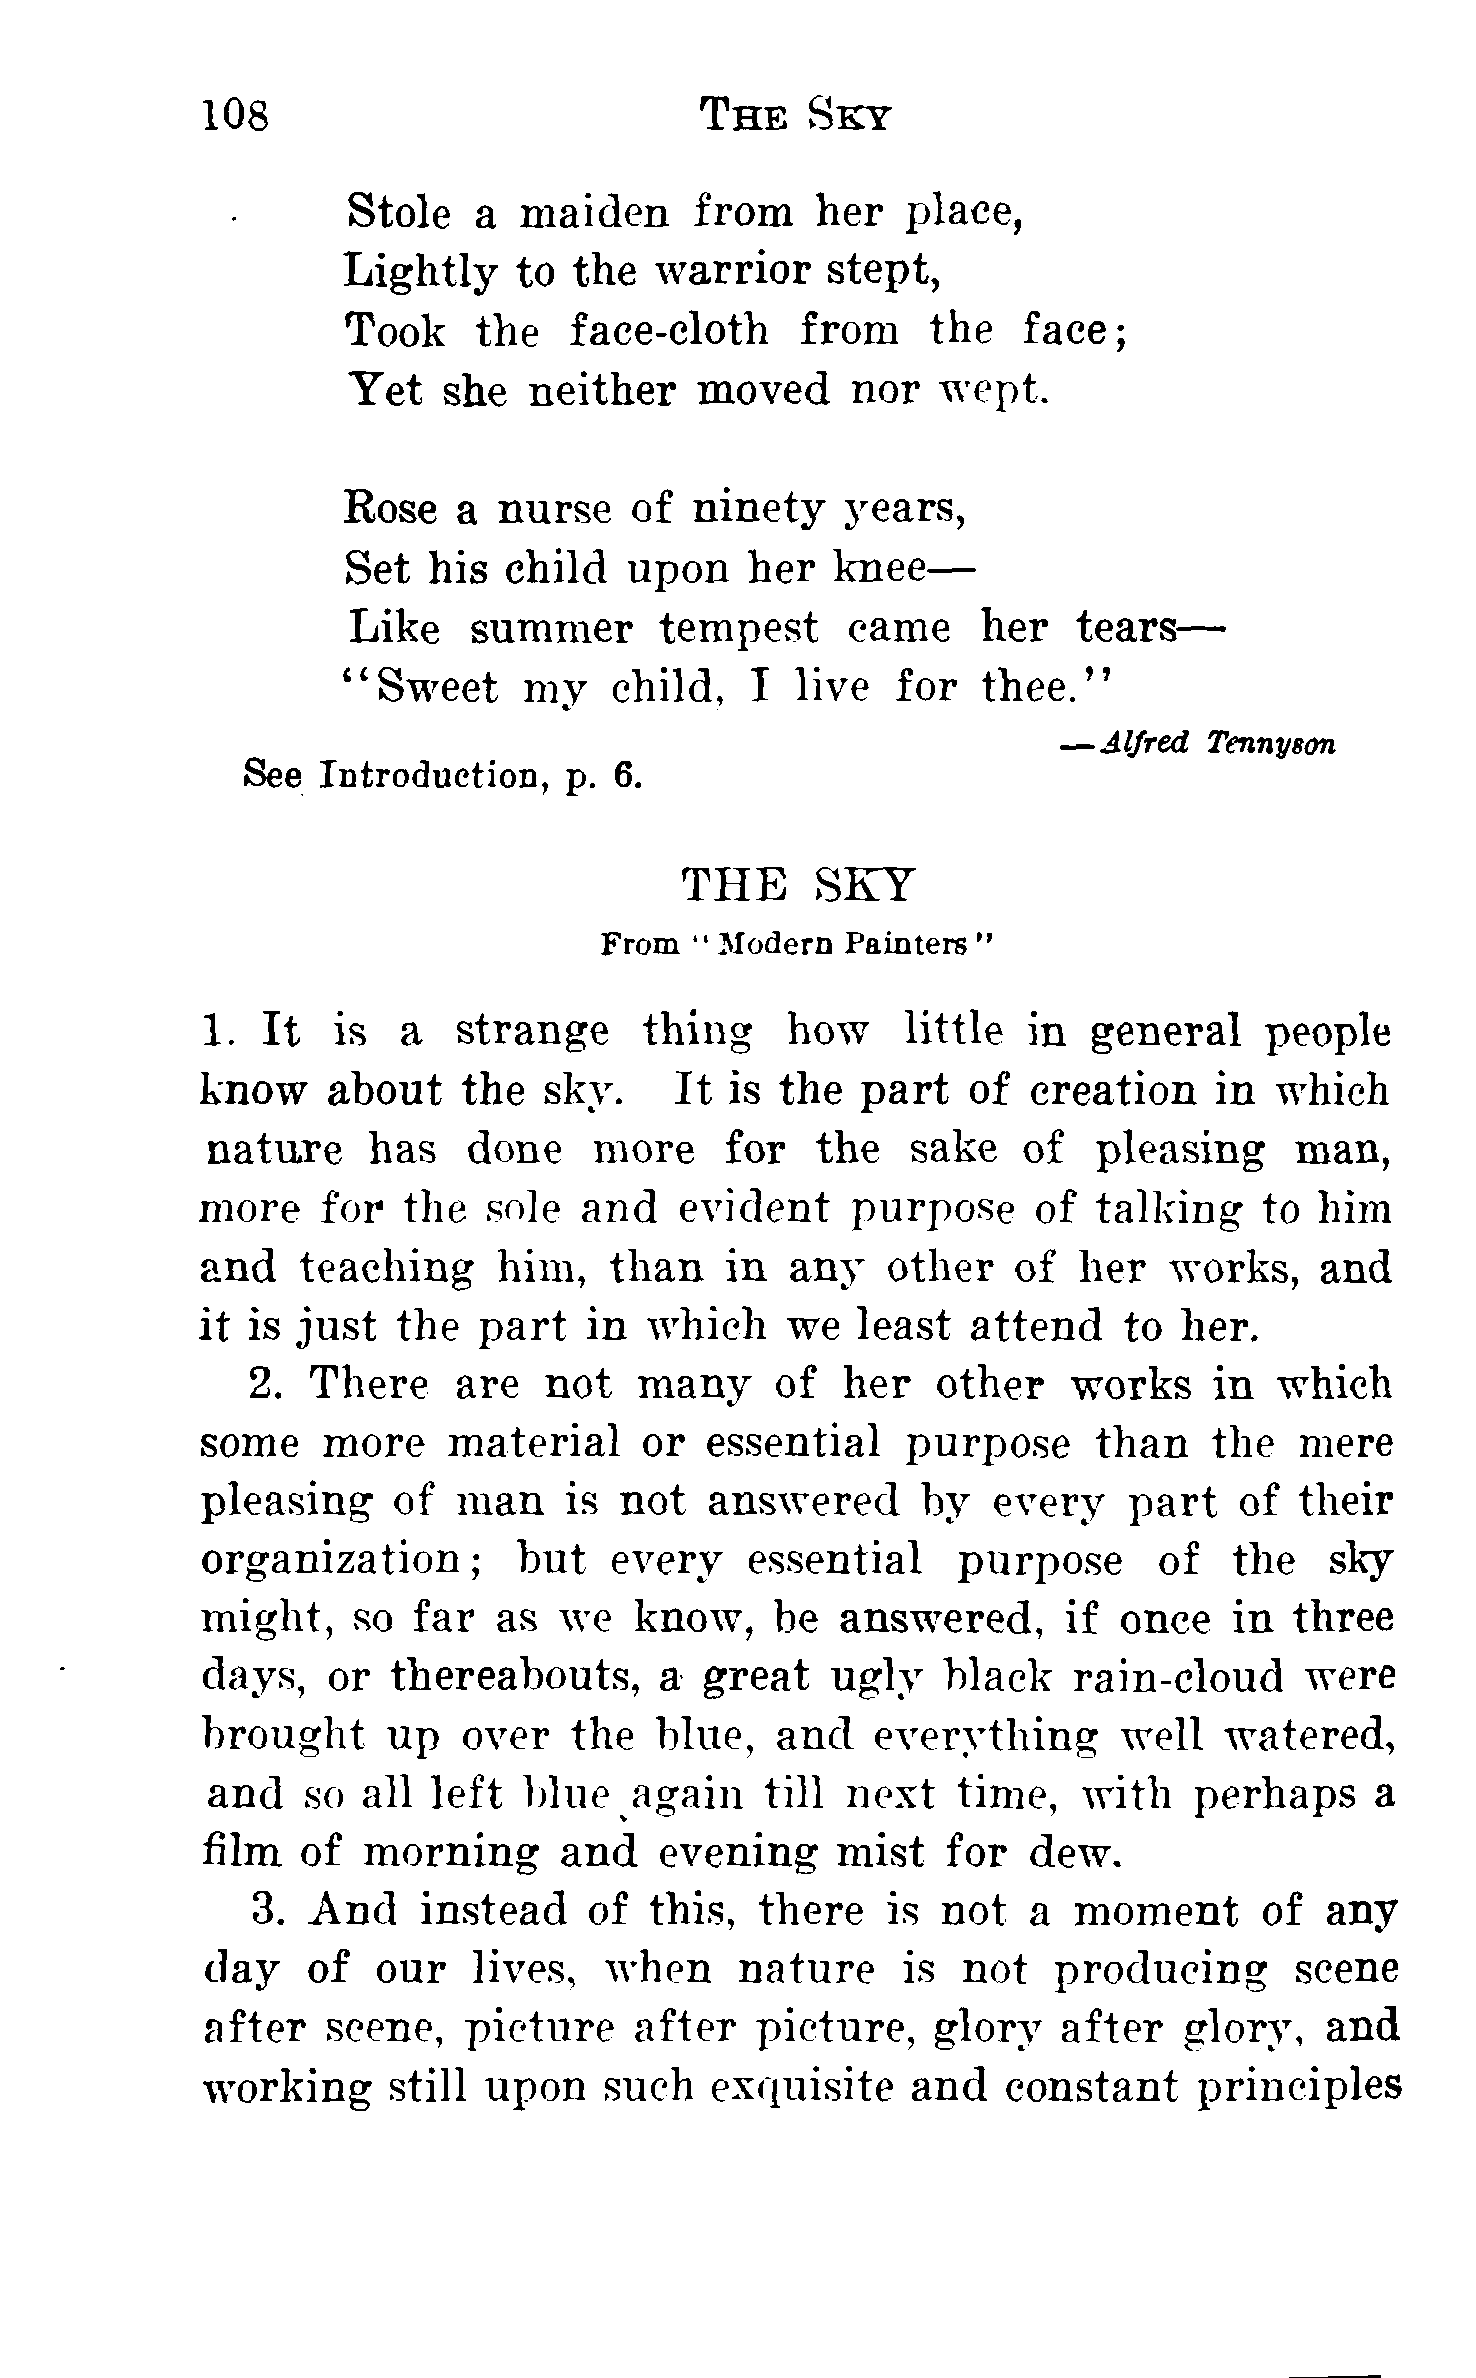 108 The Sky
Stole a maiden from her place,
Lightly to the warrior stept,
Took the face-cloth from the face;
Yet she neither moved nor wept.
Rose a nurse of ninety years,
Set his child upon her knee—
Like summer tempest came her tears—
"Sweet my child, I live for thee."
—Alfred Tennyson
See Introduction, p. 6.
THE SKY
From "Modern Painters"
1. It is a strange thing how little in general people
know about the sky. It is the part of creation in which
nature has done more for the sake of pleasing man,
more for the sole and evident purpose of talking to him
and teaching him, than in any other of her works, and
it is just the part in which we least attend to her.
2. There are not many of her other works in which
some more material or essential purpose than the mere
pleasing of man is not answered by every part of their
organization; but every essential purpose of the sky
might, so far as we know, be answered, if once in three
days, or thereabouts, a great ugly black rain-cloud were
brought up over the blue, and everything well watered,
and so all left blue again till next time, with perhaps a
film of morning and evening mist for dew.
3. And instead of this, there is not a moment of any
day of our lives, when nature is not producing scene
after scene, picture after picture, glory after glory, and
working still upon such exquisite and constant principles